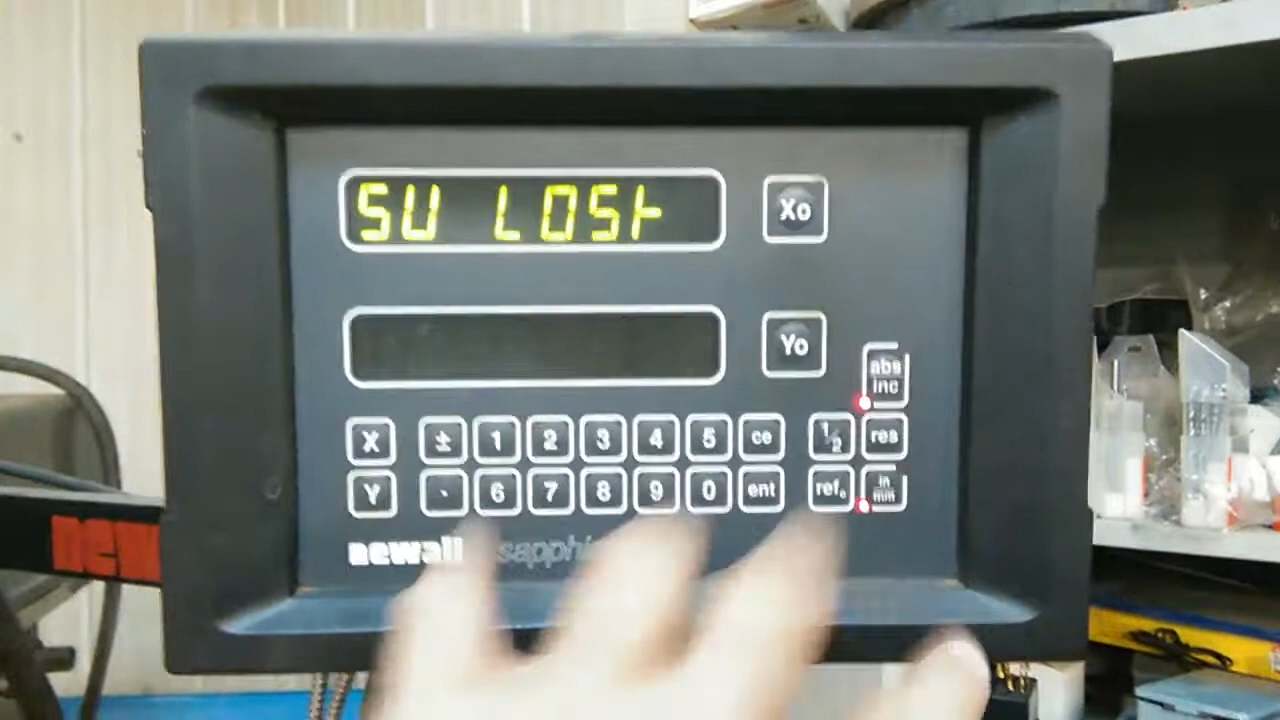 SU LOSt
Xo
Yo
abs
inc
X ± 1 2 3 4 5 ce 1/2 res
Y . 6 7 8 9 0 ent ref in
mm
newall sapphi
new